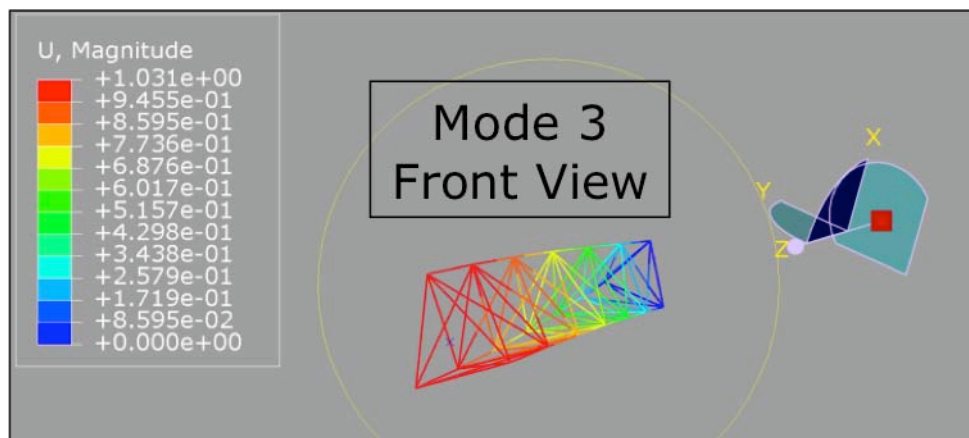 U, Magnitude
+1.031e+00
+9.455e-01
+8.595e-01
+7.736e-01
+6.876e-01
+6.017e-01
+5.157e-01
+4.298e-01
+3.438e-01
+2.579e-01
+1.719e-01
+8.595e-02
+0.000e+00
Mode 3
Front View
X
Y
Z